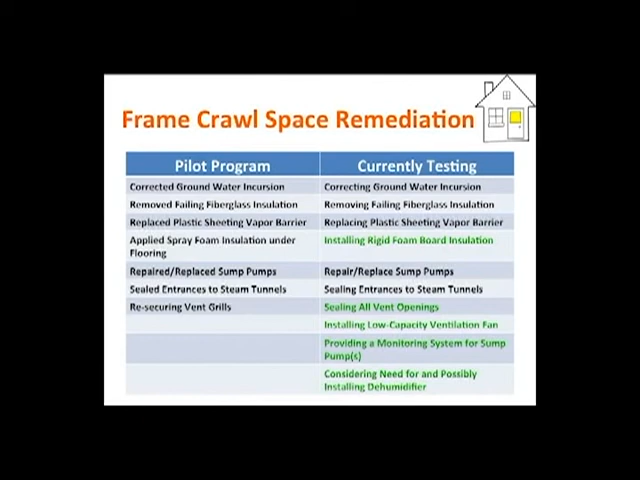 Frame Crawl Space Remediation
Pilot Program
Currently Testing
Corrected Ground Water Incursion
Correcting Ground Water Incursion
Removed Failing Fiberglass Insulation
Removing Failing Fiberglass Insulation
Replaced Plastic Sheeting Vapor Barrier
Replacing Plastic Sheeting Vapor Barrier
Applied Spray Foam Insulation under
Flooring
Installing Rigid Foam Board Insulation
Repaired/Replaced Sump Pumps
Repair/Replace Sump Pumps
Sealed Entrances to Steam Tunnels
Sealing Entrances to Steam Tunnels
Re-securing Vent Grills
Sealing All Vent Openings
Installing Low-Capacity Ventilation Fan
Providing a Monitoring System for Sump
Pump(s)
Considering Need for and Possibly
Installing Dehumidifier